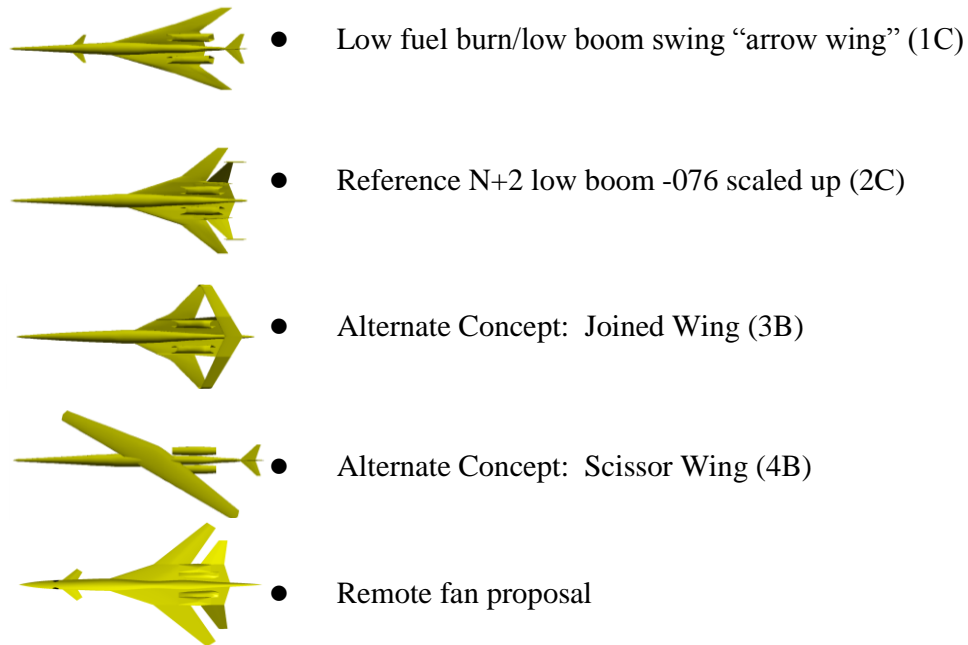 ● Low fuel burn/low boom swing “arrow wing” (1C)
● Reference N+2 low boom -076 scaled up (2C)
● Alternate Concept:  Joined Wing (3B)
● Alternate Concept:  Scissor Wing (4B)
● Remote fan proposal